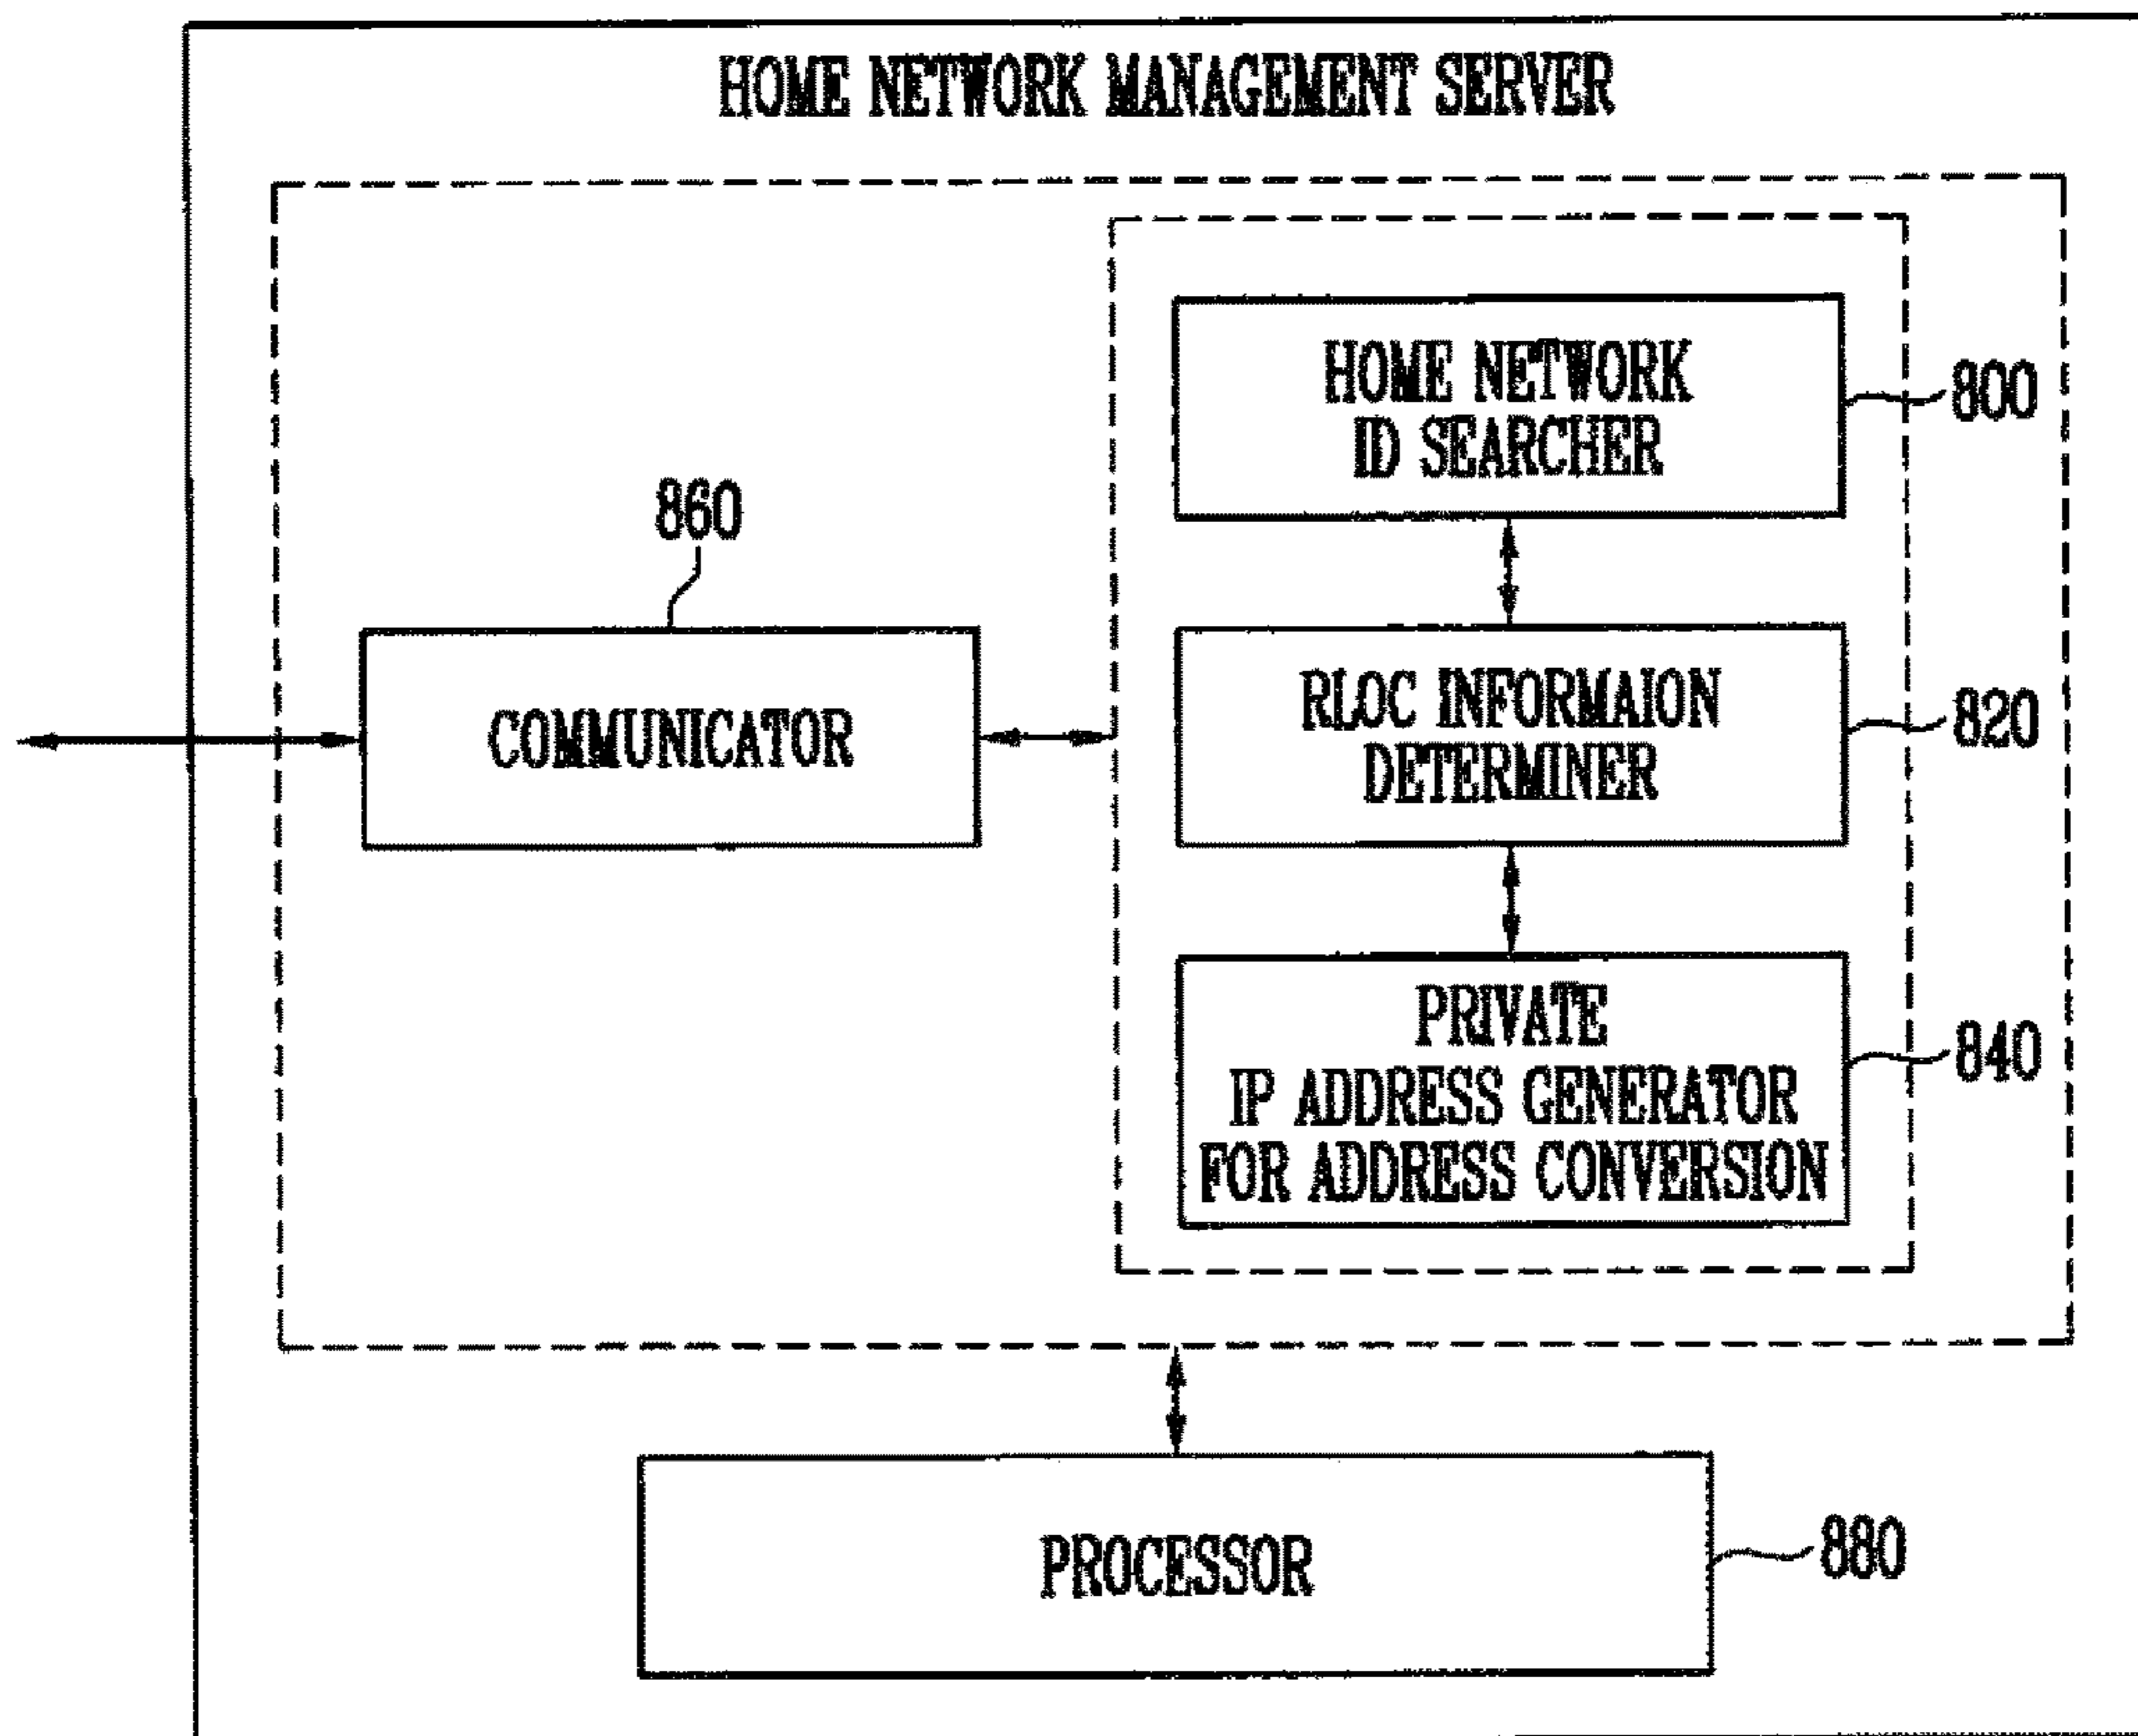 HOME NETWORK MANAGEMENT SERVER
HOME NETWORK
ID SEARCHER
800
860
COMMUNICATOR
RLOC INFORMAION
DETERMINER
820
PRIVATE
IP ADDRESS GENERATOR
FOR ADDRESS CONVERSION
840
PROCESSOR
880